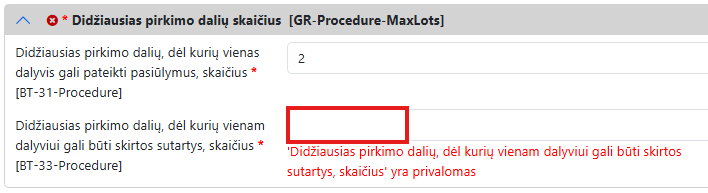 * Didžiausias pirkimo dalių skaičius [GR-Procedure-MaxLots]
Didžiausias pirkimo dalių, dėl kurių vienas
dalyvis gali pateikti pasiūlymus, skaičius *
[BT-31-Procedure]
2
Didžiausias pirkimo dalių, dėl kurių vienam
dalyviui gali būti skirtos sutartys, skaičius *
[BT-33-Procedure]
'Didžiausias pirkimo dalių, dėl kurių vienam dalyviui gali būti skirtos
sutartys, skaičius' yra privalomas